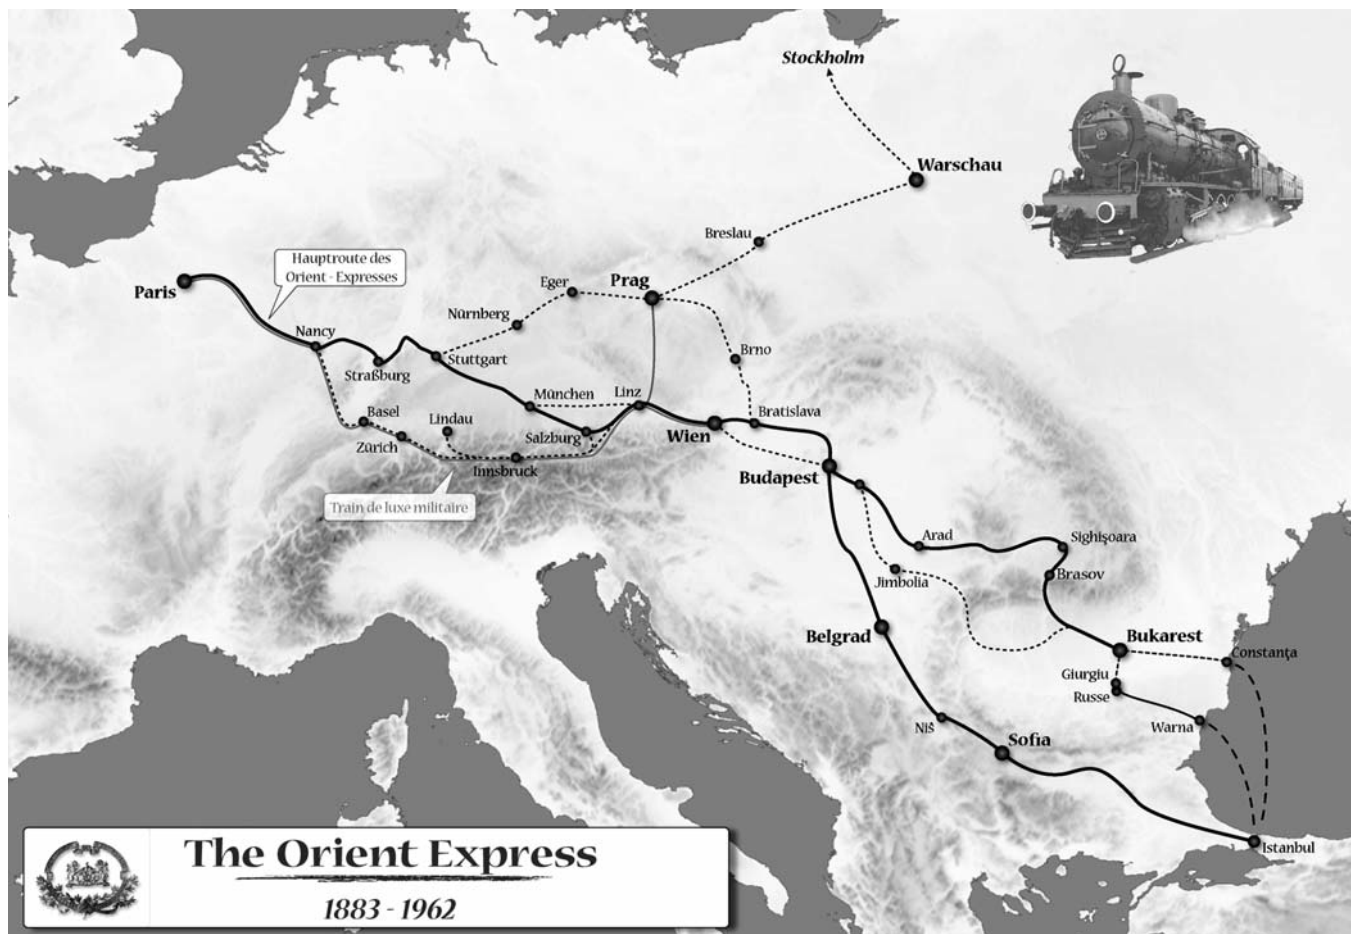 Stockholm
Warschau
Breslau
Hauptroute des
Orient - Expresses
Eger
Prag
Paris
Nürnberg
Nancy
Stuttgart
Brno
Straßburg
München
Linz
Basel
Lindau
Bratislava
Zürich
Salzburg
Wien
Innsbruck
Budapest
Train de luxe militaire
Arad
Sighişoara
Jimbolia
Brasov
Belgrad
Bukarest
Constanţa
Giurgiu
Russe
Warna
Niš
Sofia
Istanbul
The Orient Express
1883 - 1962